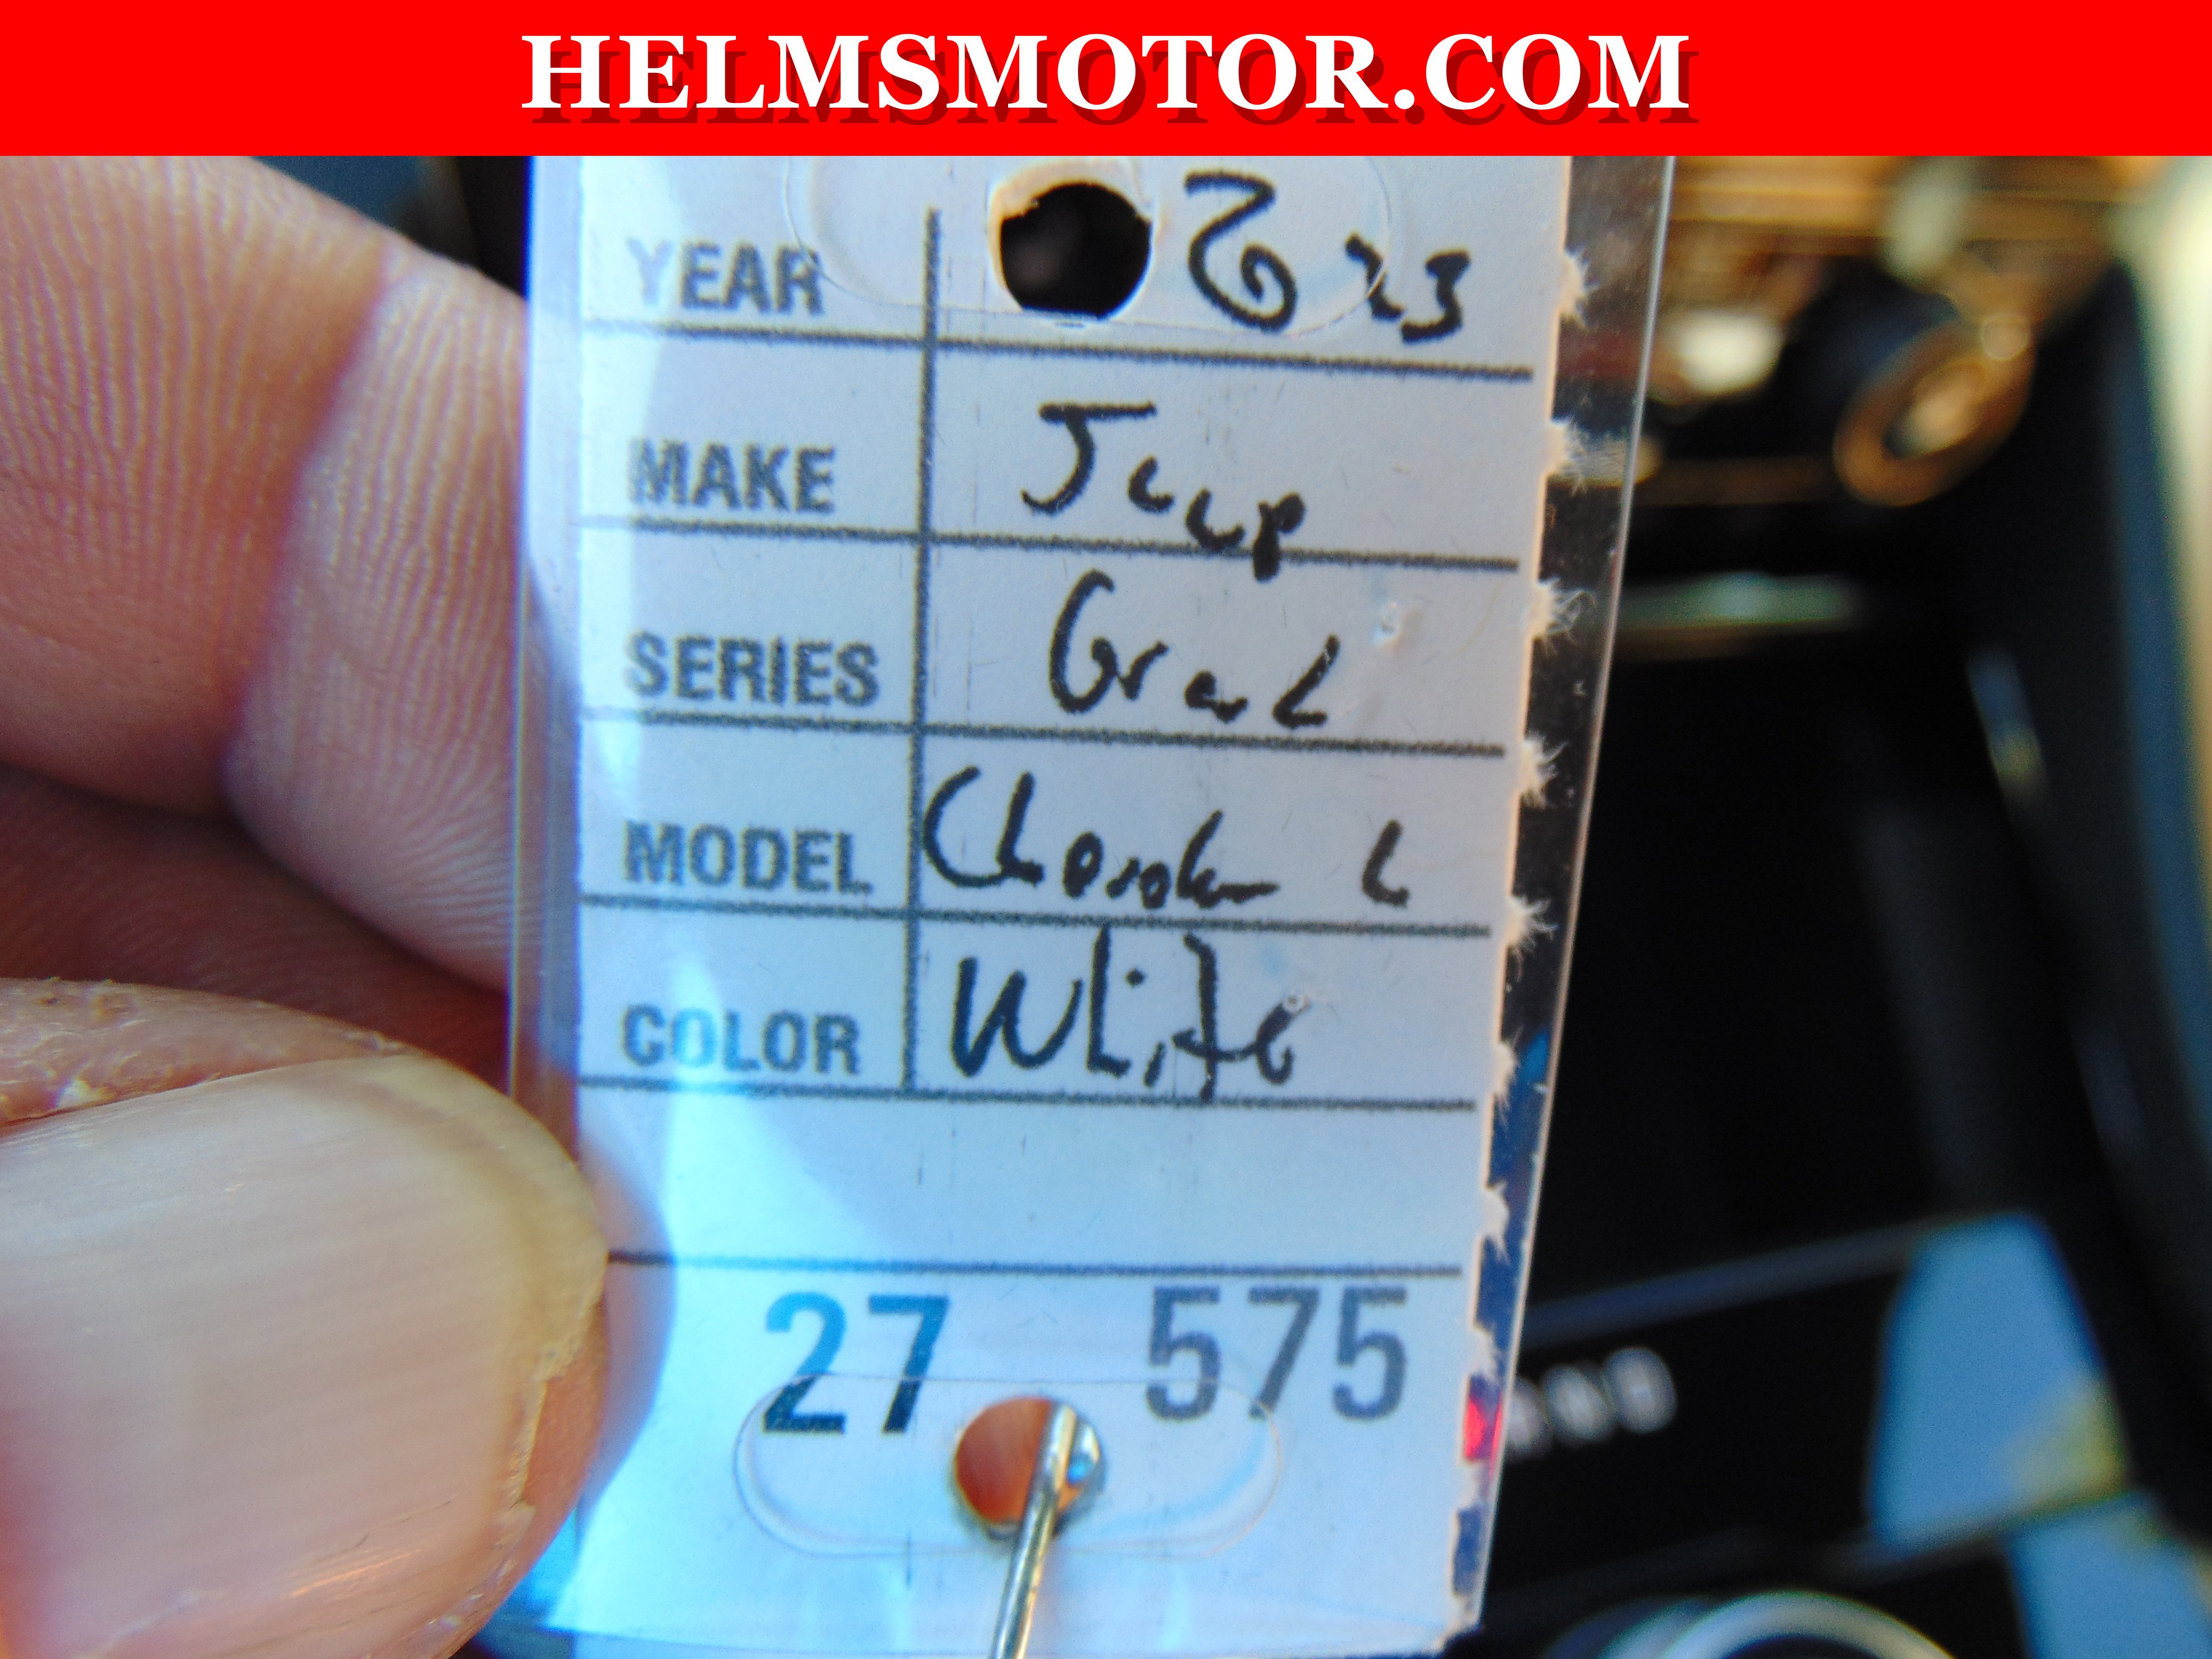 HELMSMOTOR.COM
YEAR 2023
MAKE Jeep
SERIES Grand
MODEL Cherokee L
COLOR White
27 575